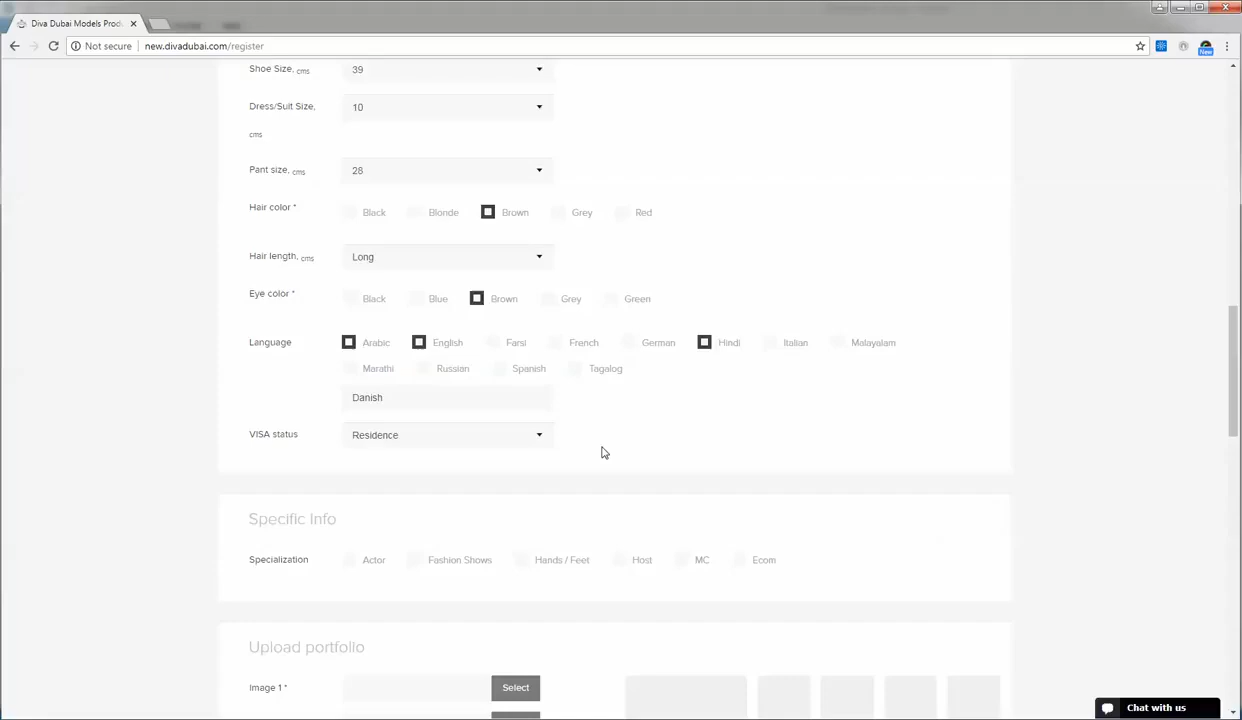 Diva Dubai Models Prod
Not secure
new.divadubai.com/register
New
Shoe Size, cms
39
Dress/Suit Size,
cms
10
Pant size, cms
28
Hair color *
Black Blonde Brown Grey Red
Hair length, cms
Long
Eye color *
Black Blue Brown Grey Green
Language
Arabic English Farsi French German Hindi Italian Malayalam
Marathi Russian Spanish Tagalog
Danish
VISA status
Residence
Specific Info
Specialization
Actor Fashion Shows Hands / Feet Host MC Ecom
Upload portfolio
Image 1 *
Select
Chat with us